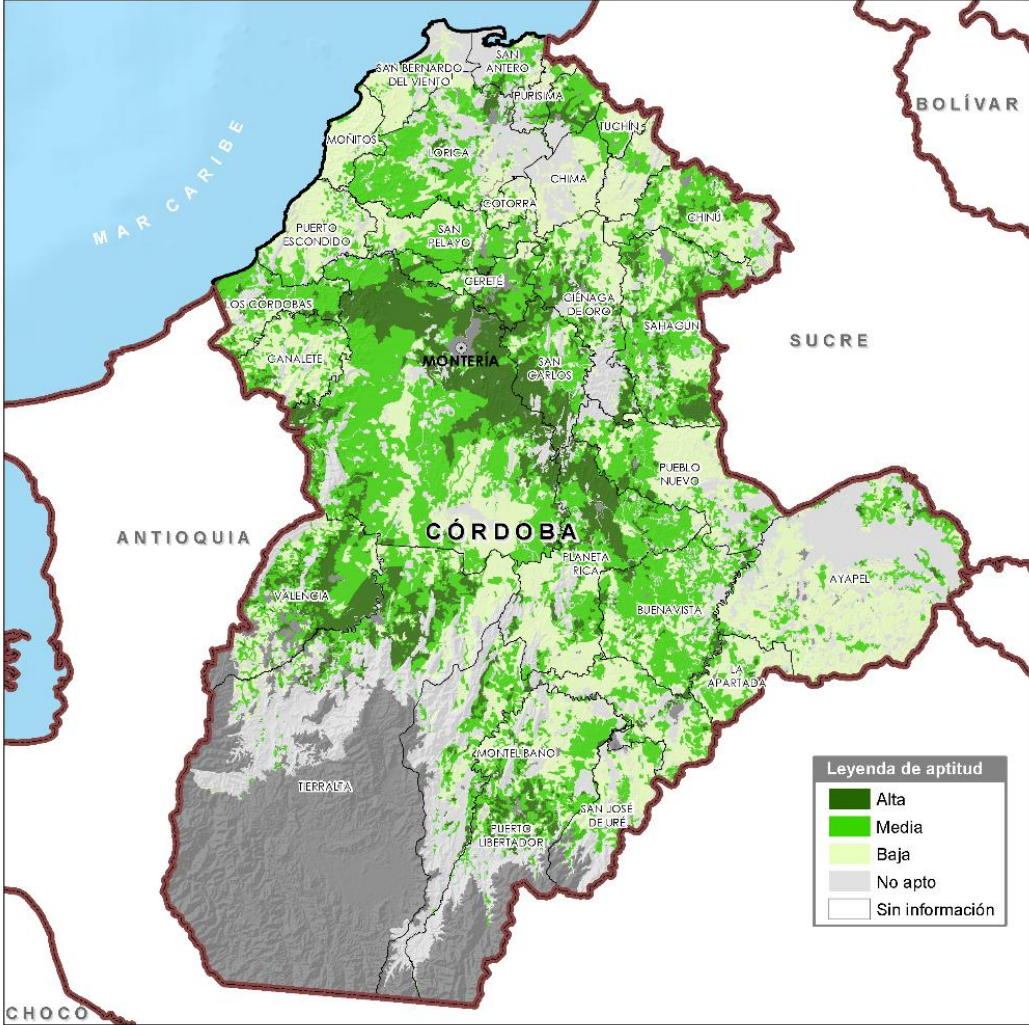 SAN
ANTERO
SAN BERNARDO
DEL VIENTO
PURISIMA
BOLÍVAR
TUCHÍN
MOÑITOS
LORICA
CHIMA
MAR CARIBE
COTORRA
CHINÚ
PUERTO
ESCONDIDO
SAN
PELAYO
CERETÉ
CIÉNAGA
DE ORO
LOS CORDOBAS
SAHAGÚN
SUCRE
CANALETE
MONTERÍA
SAN
CARLOS
PUEBLO
NUEVO
CÓRDOBA
ANTIOQUIA
PLANETA
RICA
AYAPEL
VALENCIA
BUENAVISTA
LA
APARTADA
MONTELIBANO
TIERRALTA
SAN JOSÉ
DE URÉ
PUERTO
LIBERTADOR
Leyenda de aptitud
Alta
Media
Baja
No apto
Sin información
CHOCÓ